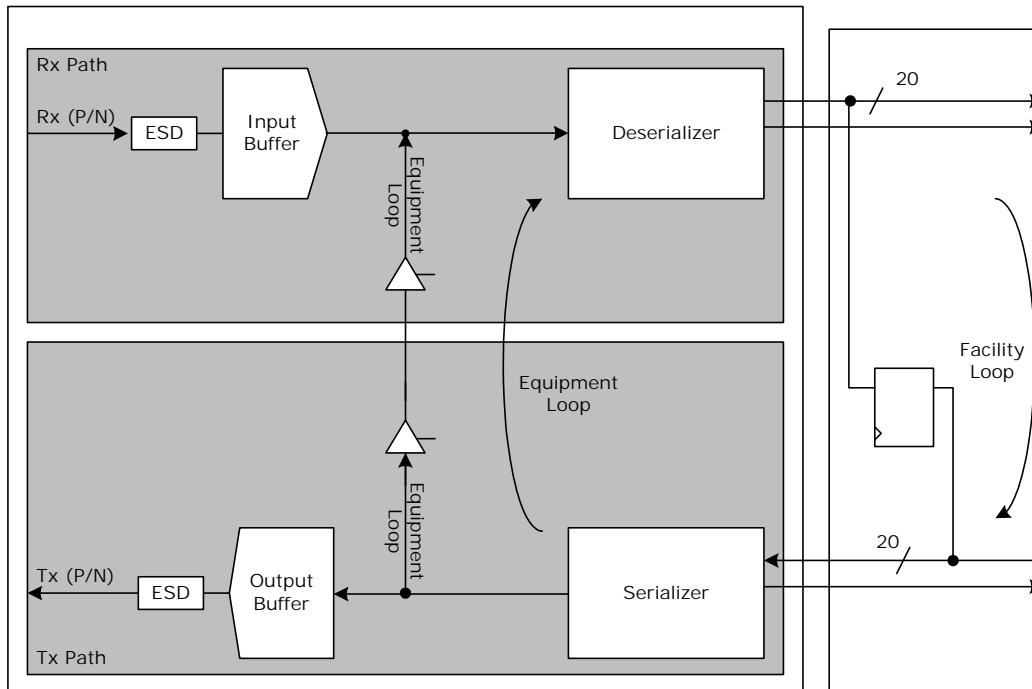 Rx Path
Rx (P/N)
ESD
Input
Buffer
Equipment
Loop
Deserializer
20
Equipment
Loop
Facility
Loop
Equipment
Loop
20
Tx (P/N)
ESD
Output
Buffer
Serializer
Tx Path